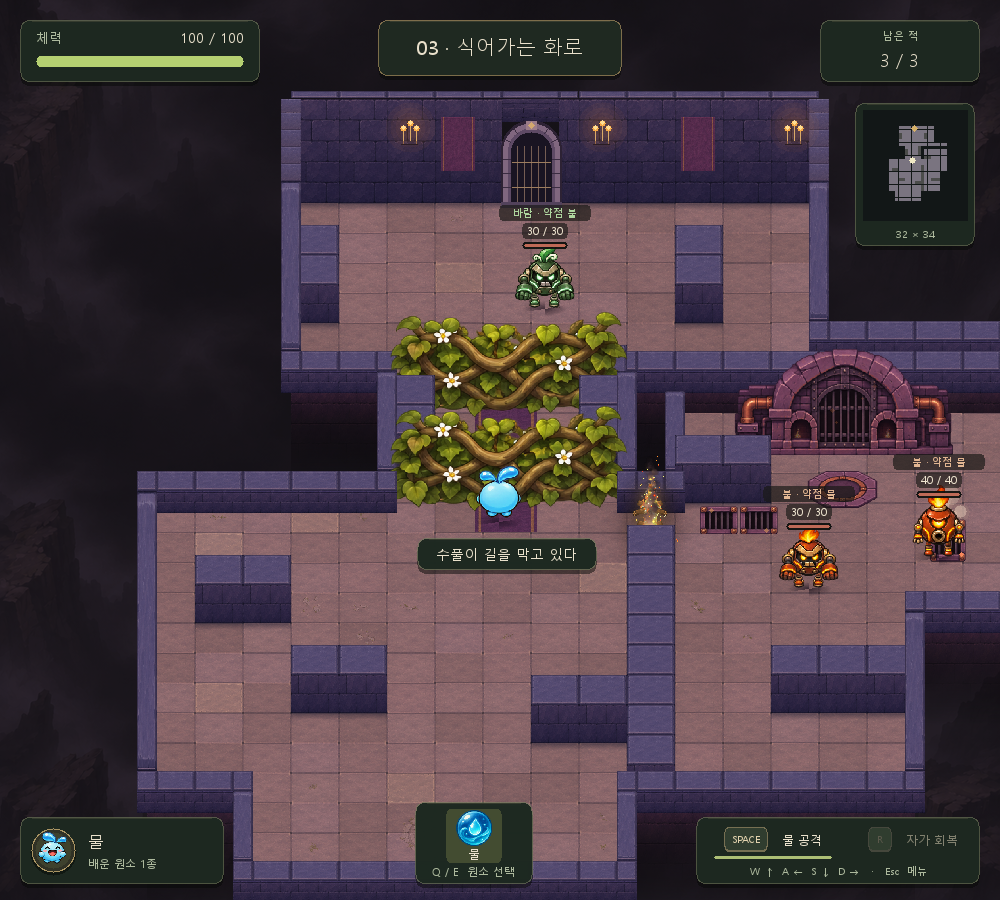 체력 100 / 100
03 · 식어가는 화로
남은 적
3 / 3
32 × 34
바람 · 약점 불
30 / 30
불 · 약점 물
40 / 40
불 · 약점 물
30 / 30
수풀이 길을 막고 있다
물
배운 원소 1종
물
Q / E 원소 선택
SPACE 물 공격 R 자가 회복
W ↑ A ← S ↓ D → · Esc 메뉴